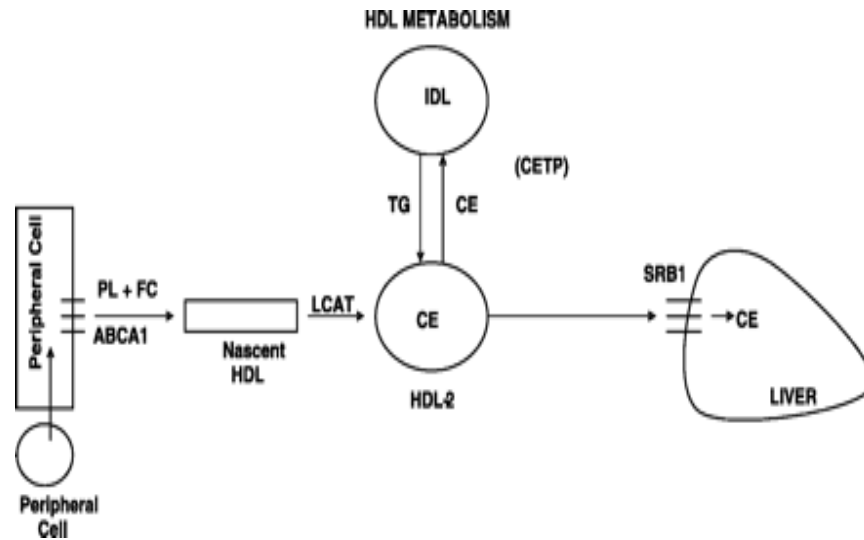 HDL METABOLISM
IDL
(CETP)
TG
CE
Peripheral Cell
PL + FC
ABCA1
Nascent
HDL
LCAT
CE
HDL-2
SRB1
CE
LIVER
Peripheral
Cell